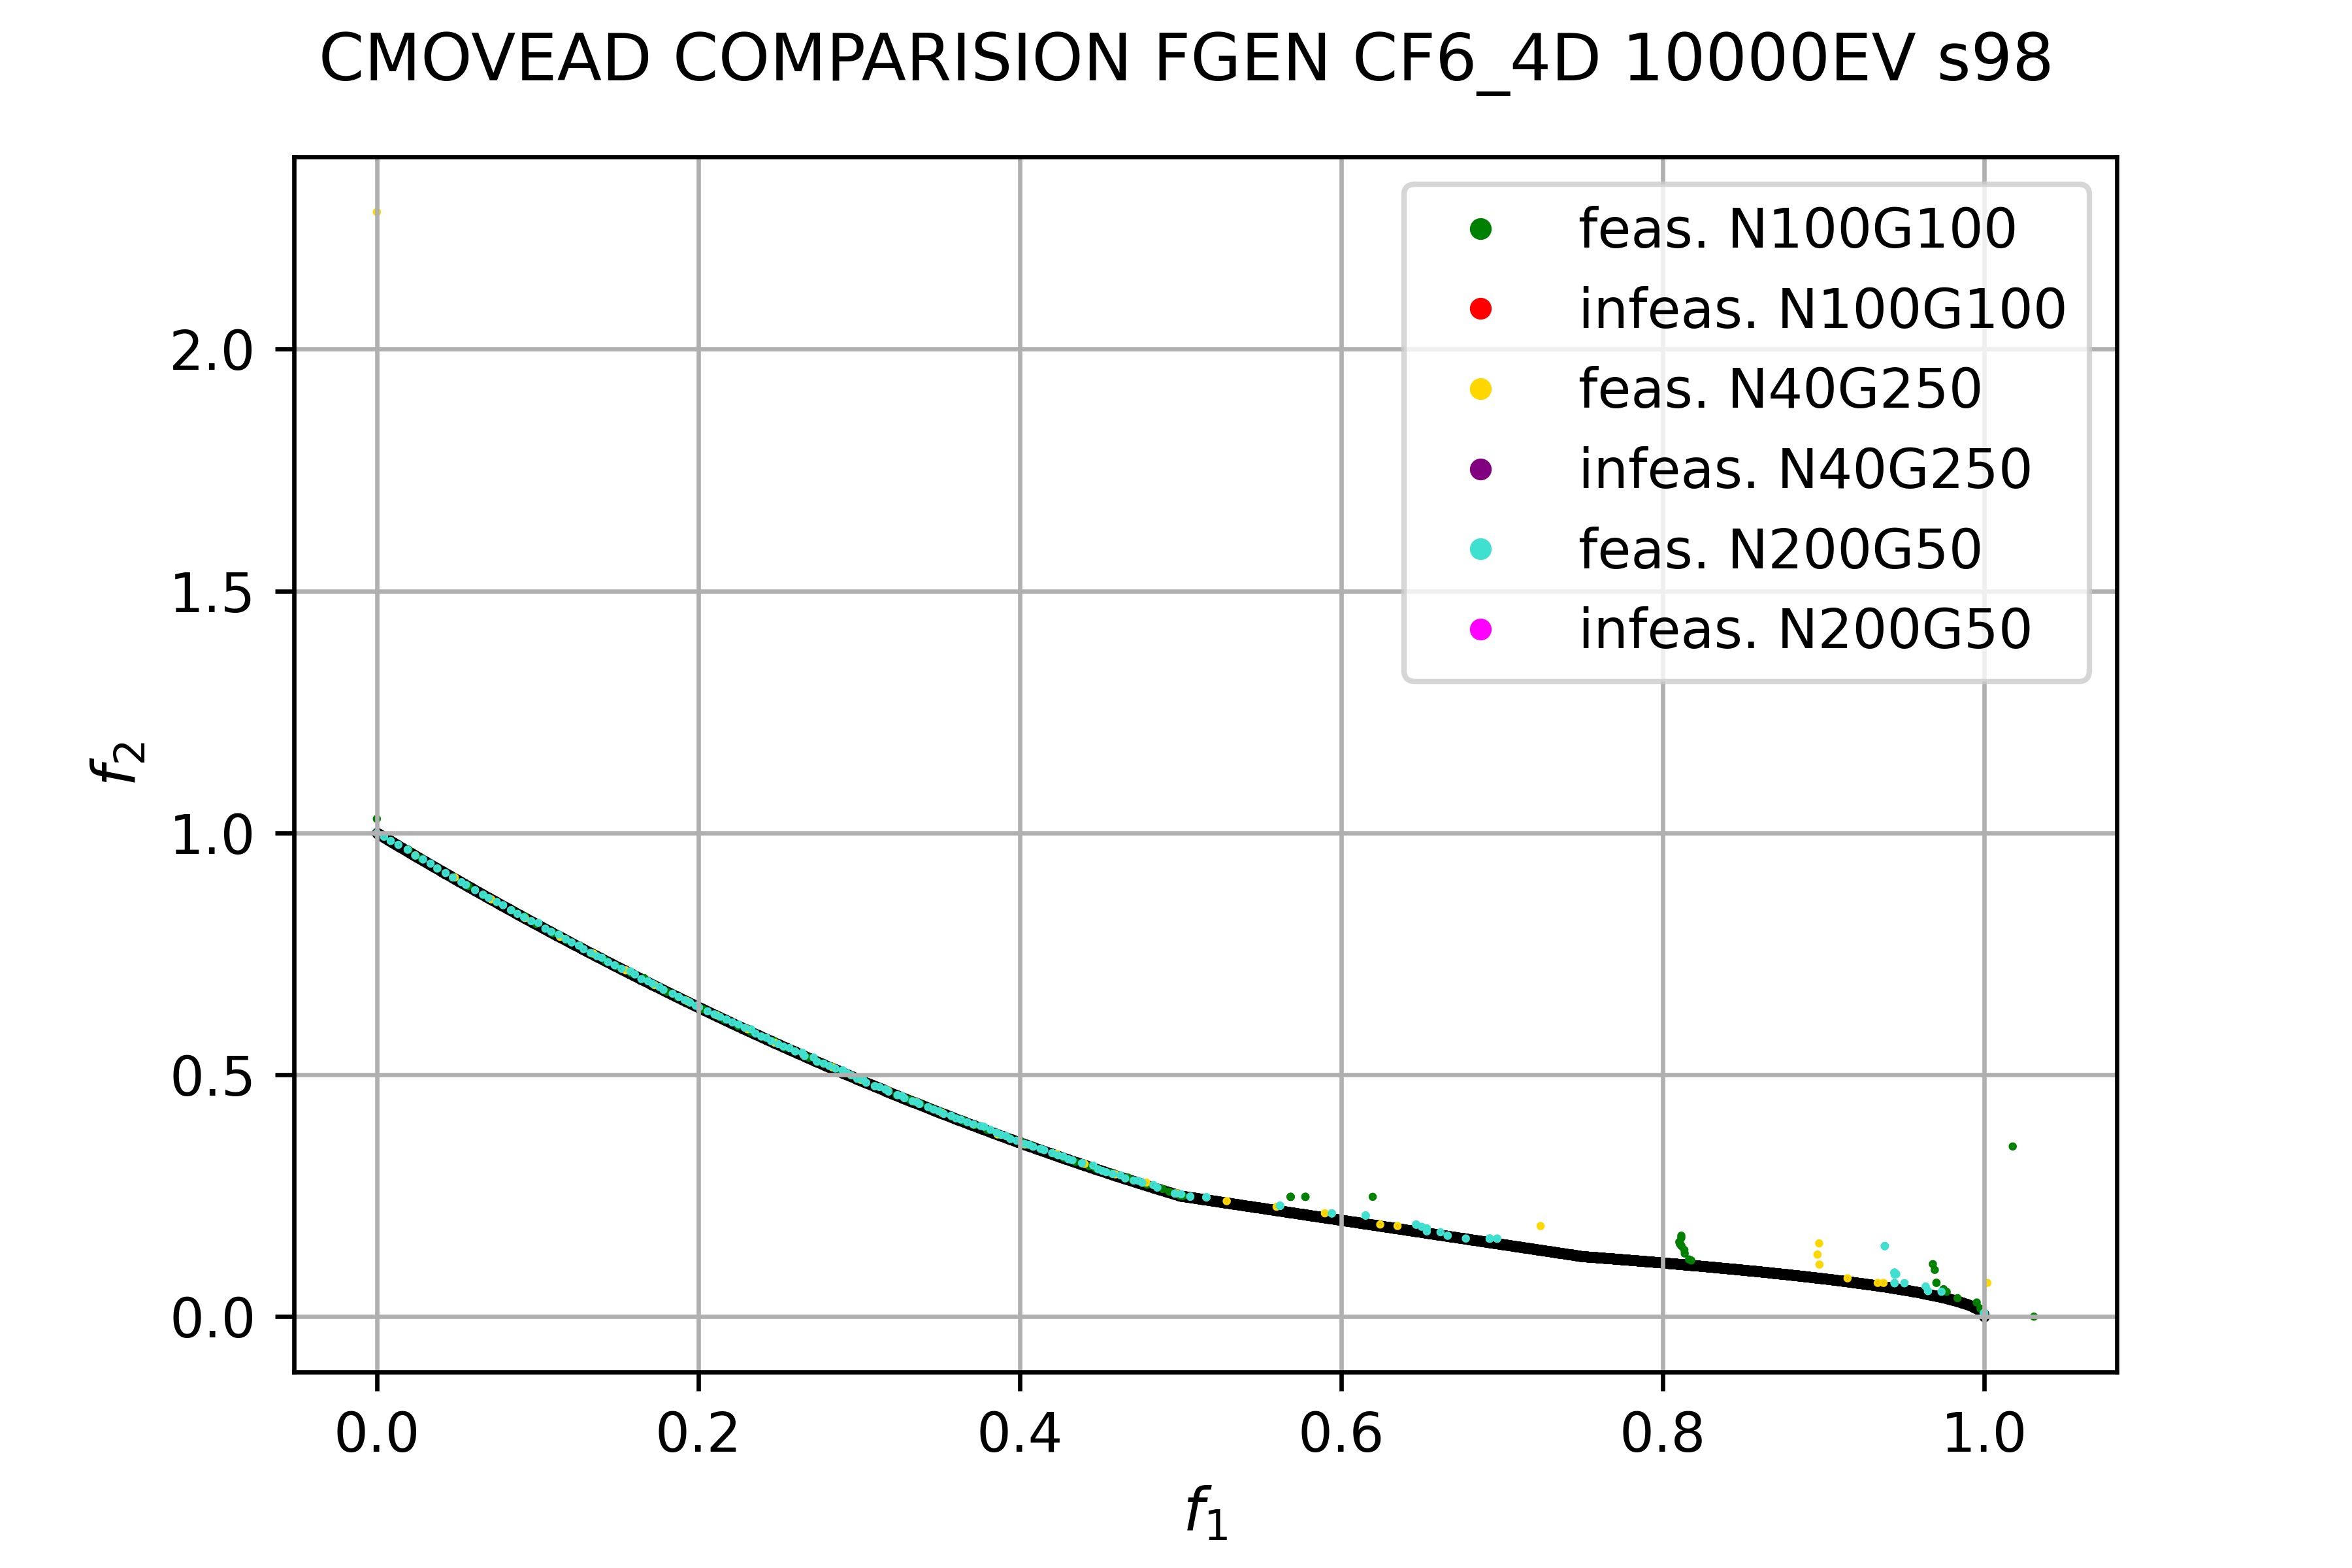 CMOVEAD COMPARISION FGEN CF6_4D 10000EV s98
feas. N100G100
infeas. N100G100
feas. N40G250
infeas. N40G250
feas. N200G50
infeas. N200G50
2.0
1.5
1.0
0.5
0.0
f2
0.0 0.2 0.4 0.6 0.8 1.0
f1